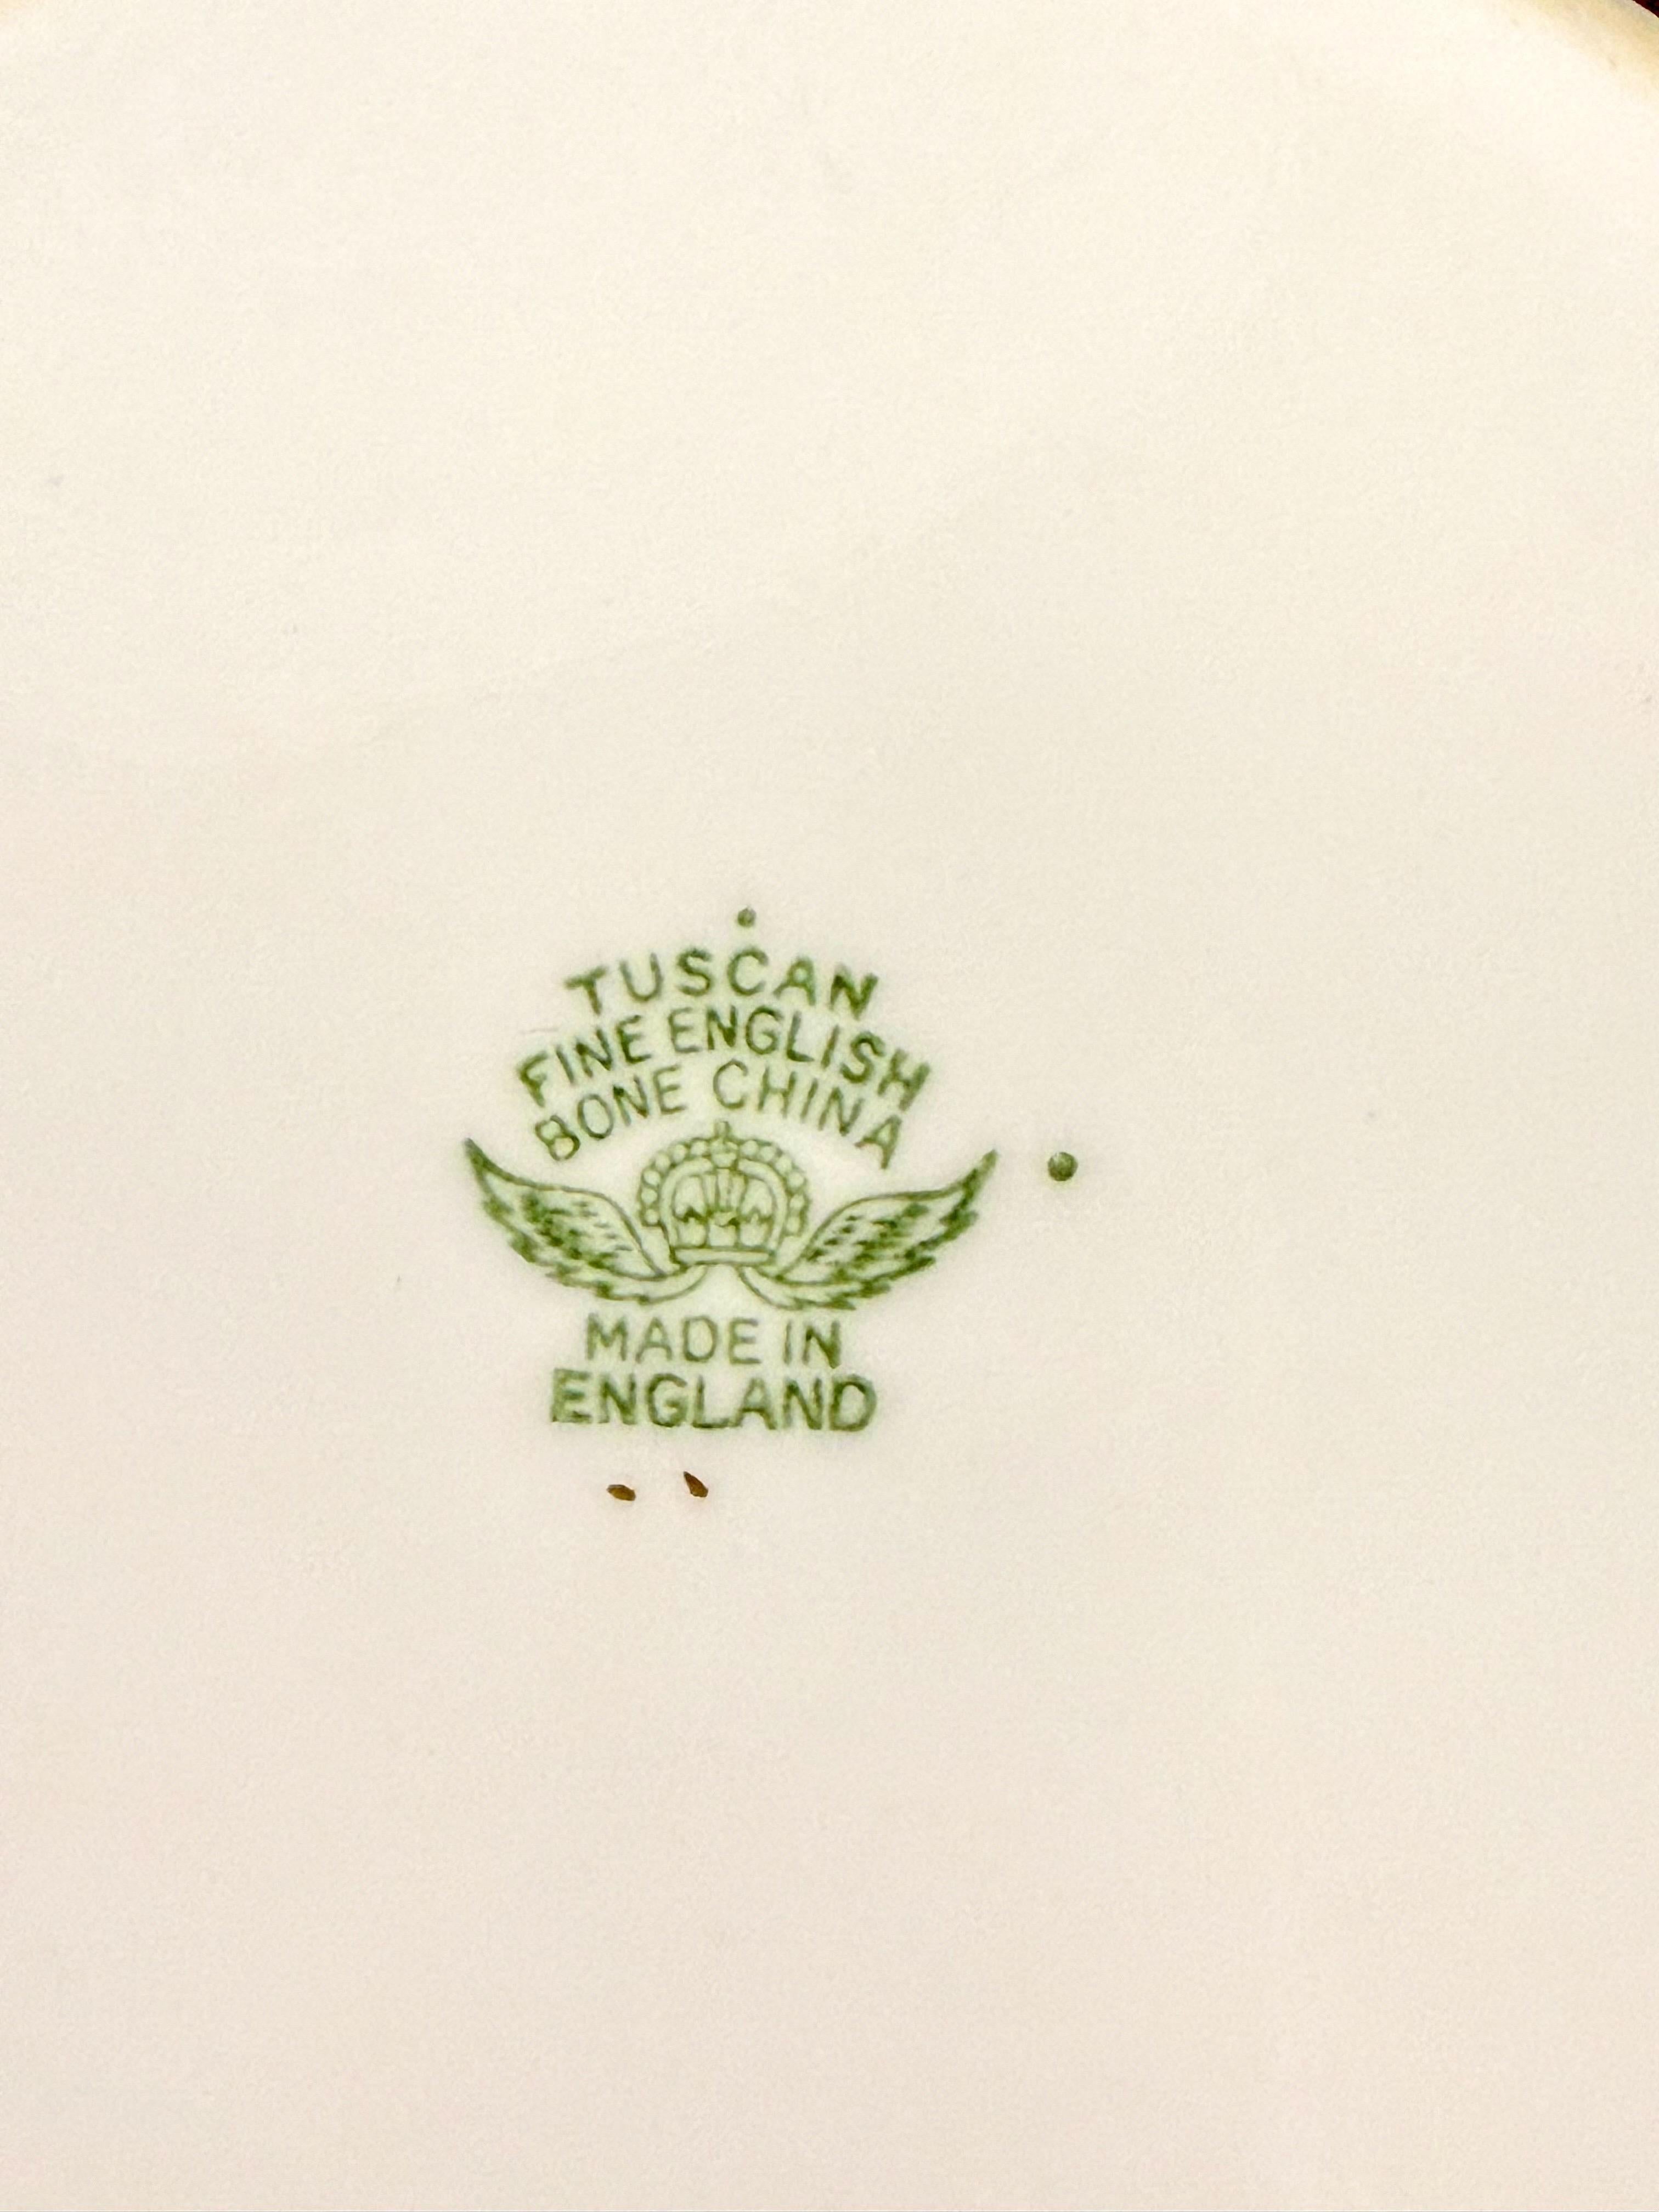 TUSCAN
FINE ENGLISH
BONE CHINA
MADE IN
ENGLAND